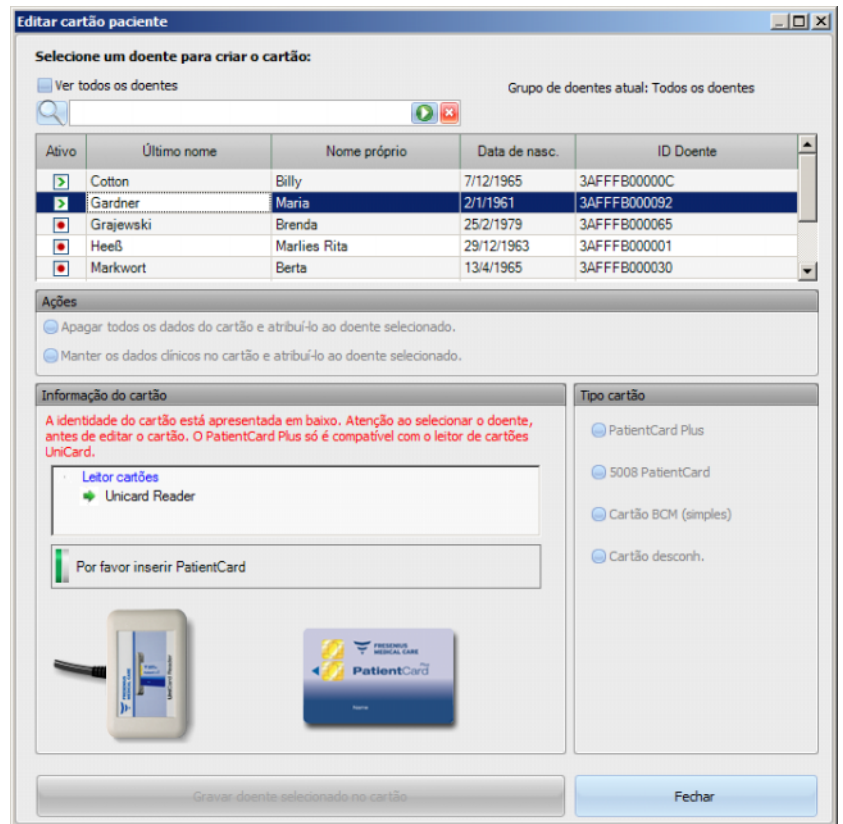 Editar cartão paciente
Selecione um doente para criar o cartão:
Ver todos os doentes
Grupo de doentes atual: Todos os doentes
Ativo Último nome Nome próprio Data de nasc. ID Doente
Cotton Billy 7/12/1965 3AFFFB00000C
Gardner Maria 2/1/1961 3AFFFB000092
Grajewski Brenda 25/2/1979 3AFFFB000065
Heeß Marlies Rita 29/12/1963 3AFFFB000001
Markwort Berta 13/4/1965 3AFFFB000030
Ações
Apagar todos os dados do cartão e atribuí-lo ao doente selecionado.
Manter os dados clínicos no cartão e atribuí-lo ao doente selecionado.
Informação do cartão
A identidade do cartão está apresentada em baixo. Atenção ao selecionar o doente,
antes de editar o cartão. O PatientCard Plus só é compatível com o leitor de cartões
UniCard.
Leitor cartões
Unicard Reader
Por favor inserir PatientCard
FRESENIUS
MEDICAL CARE
PatientCard
Plus
Name
UniCard Reader
Tipo cartão
PatientCard Plus
5008 PatientCard
Cartão BCM (simples)
Cartão desconh.
Gravar doente selecionado no cartão
Fechar